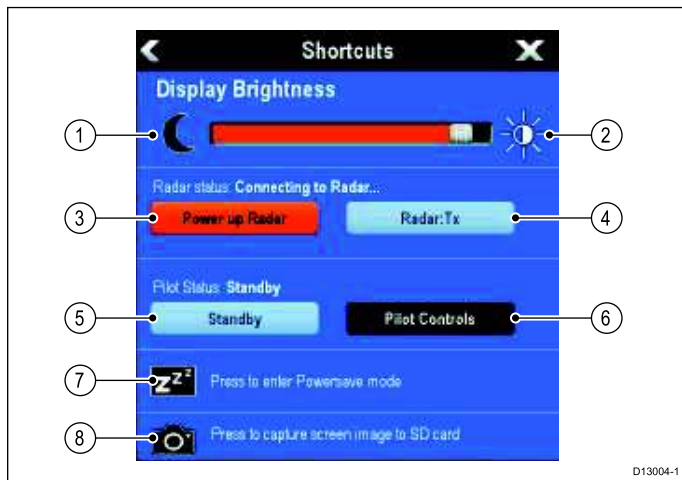 Shortcuts
Display Brightness
1
2
Radar status: Connecting to Radar...
3
Power up Radar
Radar:Tx
4
Pilot Status: Standby
5
Standby
Pilot Controls
6
7
zzz
Press to enter Powersave mode
8
Press to capture screen image to SD card
D13004-1